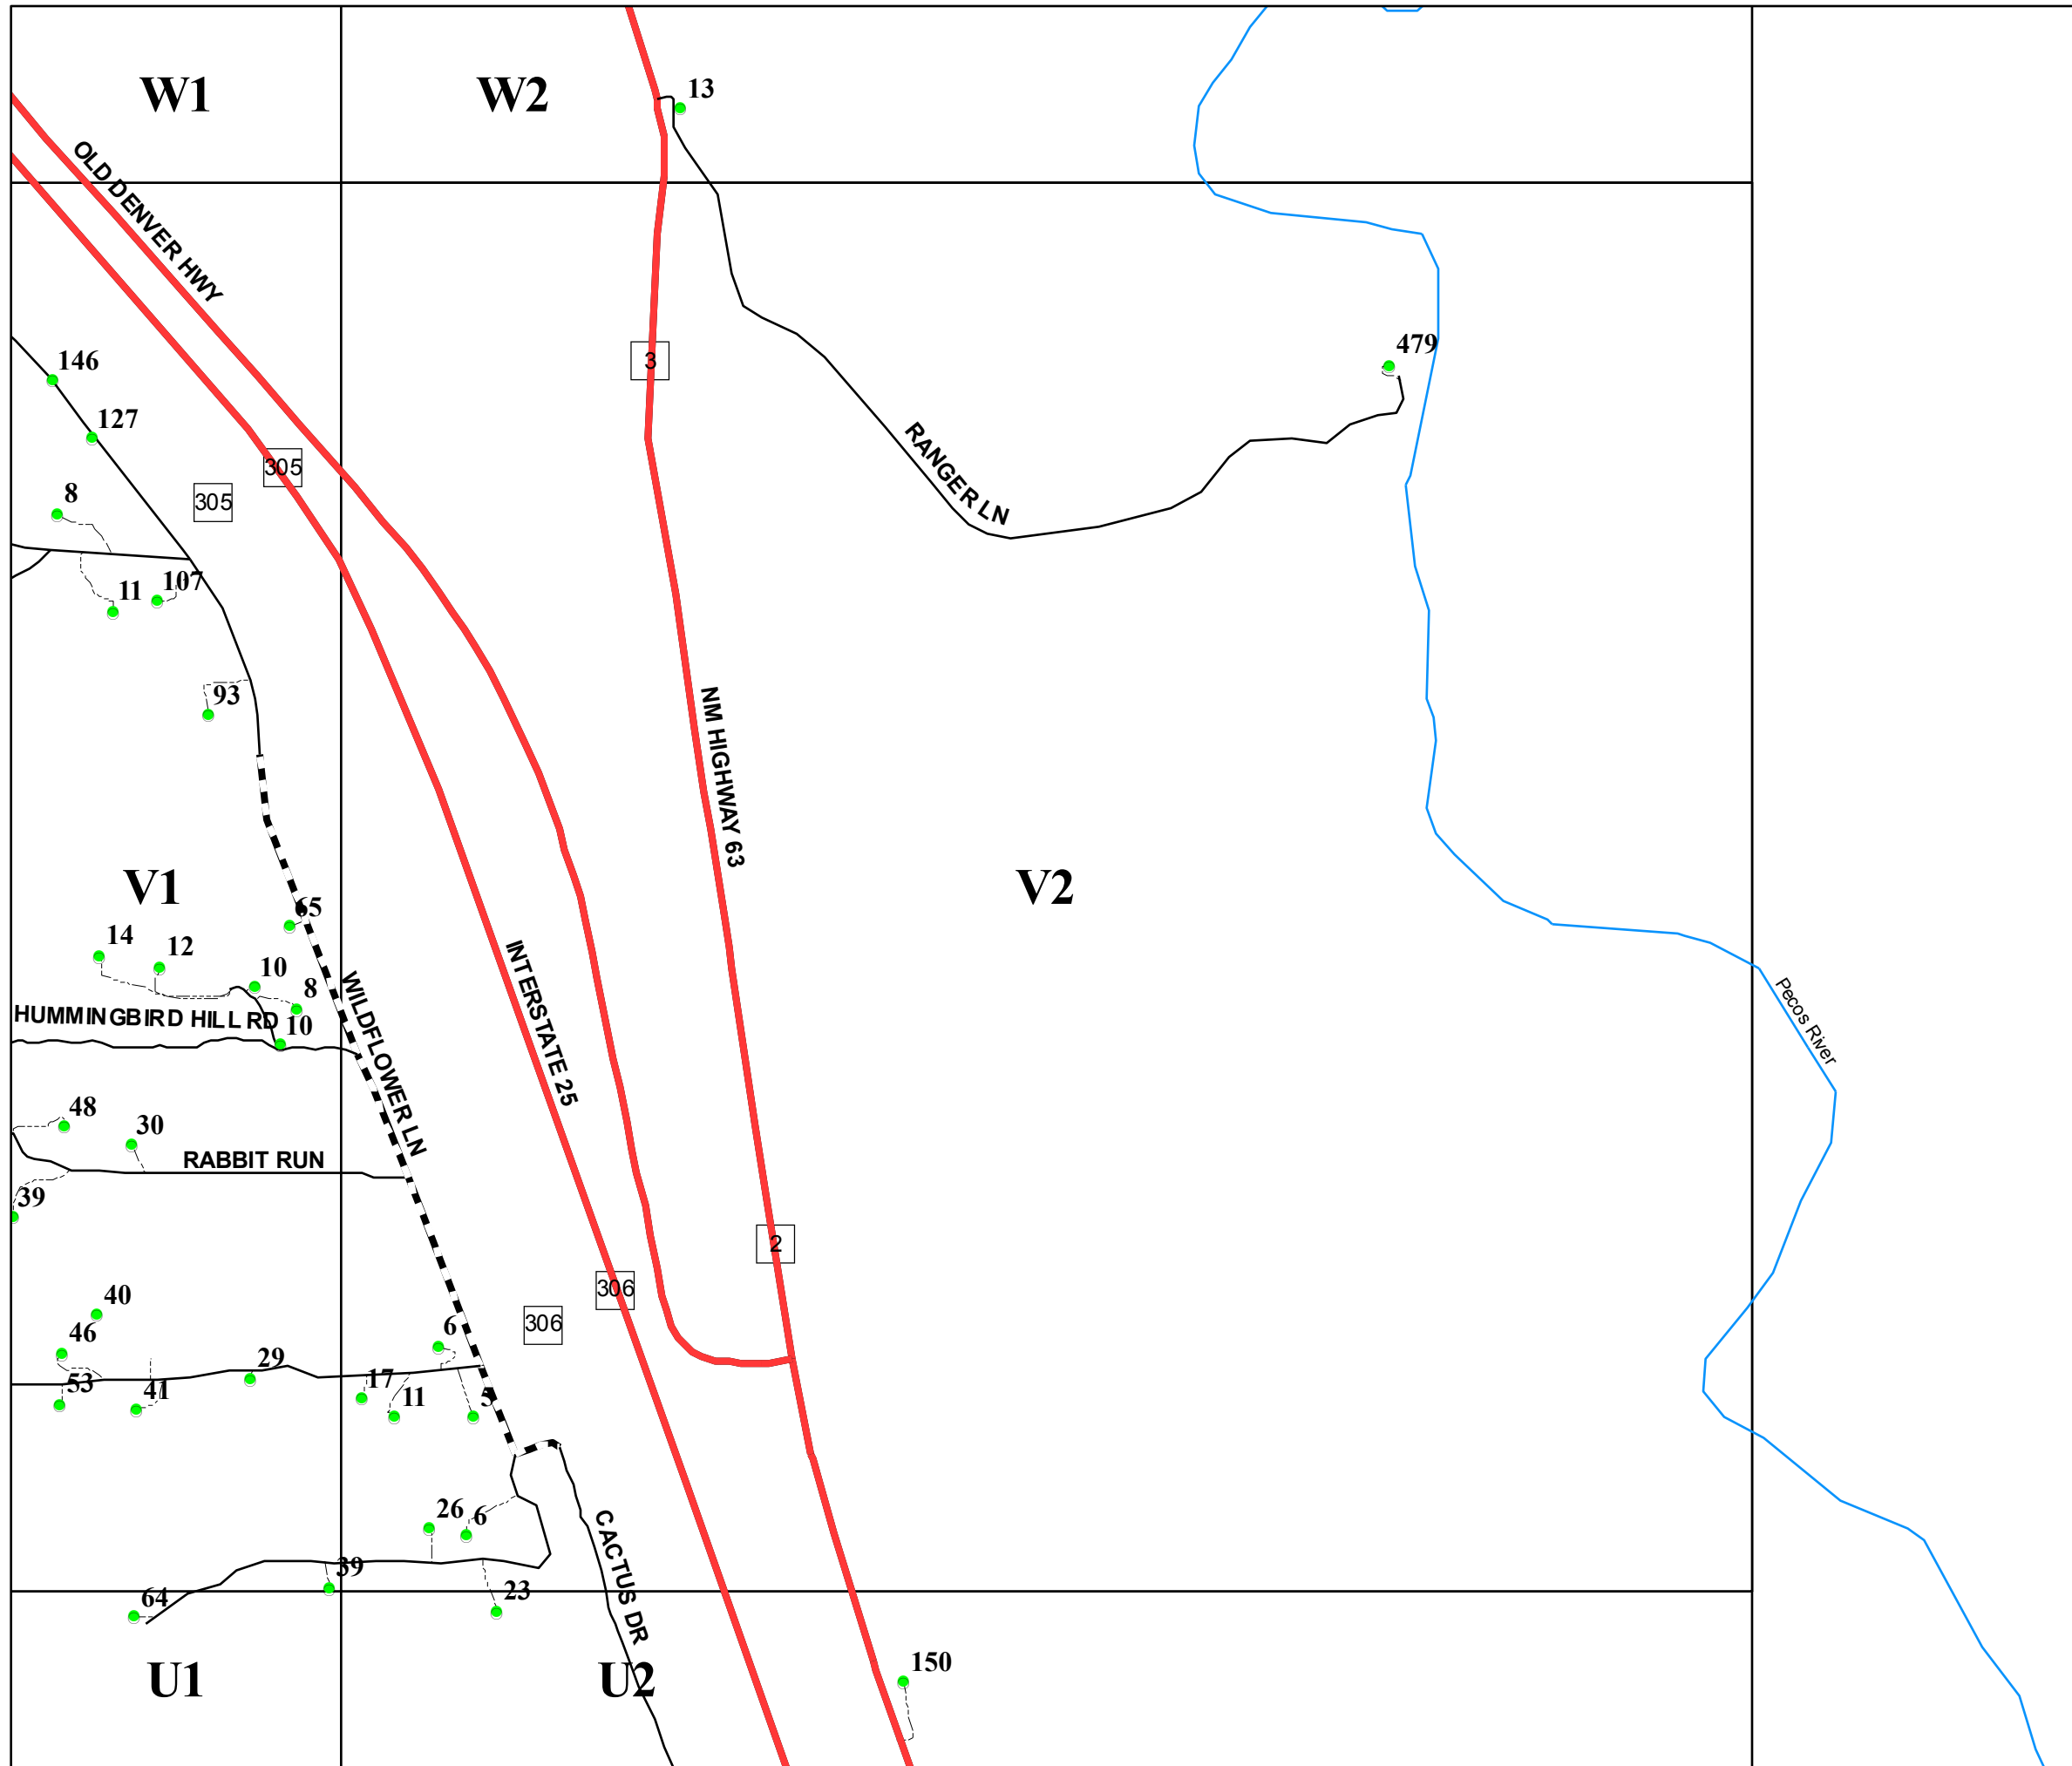 W1
W2
13
OLD DENVER HWY
3
479
146
127
305
305
8
RANGER LN
11
107
93
NM HIGHWAY 63
V1
V2
65
14
12
10
8
HUMMINGBIRD HILL RD
10
WILDFLOWER LN
INTERSTATE 25
Pecos River
48
30
RABBIT RUN
39
2
40
306
306
46
6
29
53
41
17
11
5
26
6
CACTUS DR
39
64
23
U1
U2
150